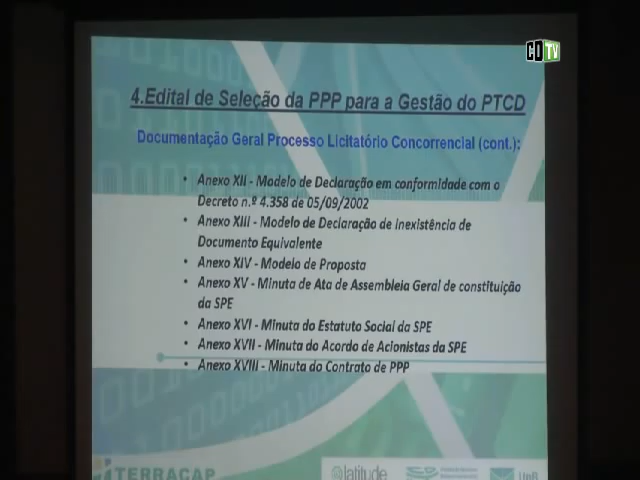 CDTV
4.Edital de Seleção da PPP para a Gestão do PTCD
Documentação Geral Processo Licitatório Concorrencial (cont.):
• Anexo XII - Modelo de Declaração em conformidade com o
Decreto n.º 4.358 de 05/09/2002
• Anexo XIII - Modelo de Declaração de Inexistência de
Documento Equivalente
• Anexo XIV - Modelo de Proposta
• Anexo XV - Minuta de Ata de Assembleia Geral de constituição
da SPE
• Anexo XVI - Minuta do Estatuto Social da SPE
• Anexo XVII - Minuta do Acordo de Acionistas da SPE
• Anexo XVIII - Minuta do Contrato de PPP
TERRACAP @latitude UnB